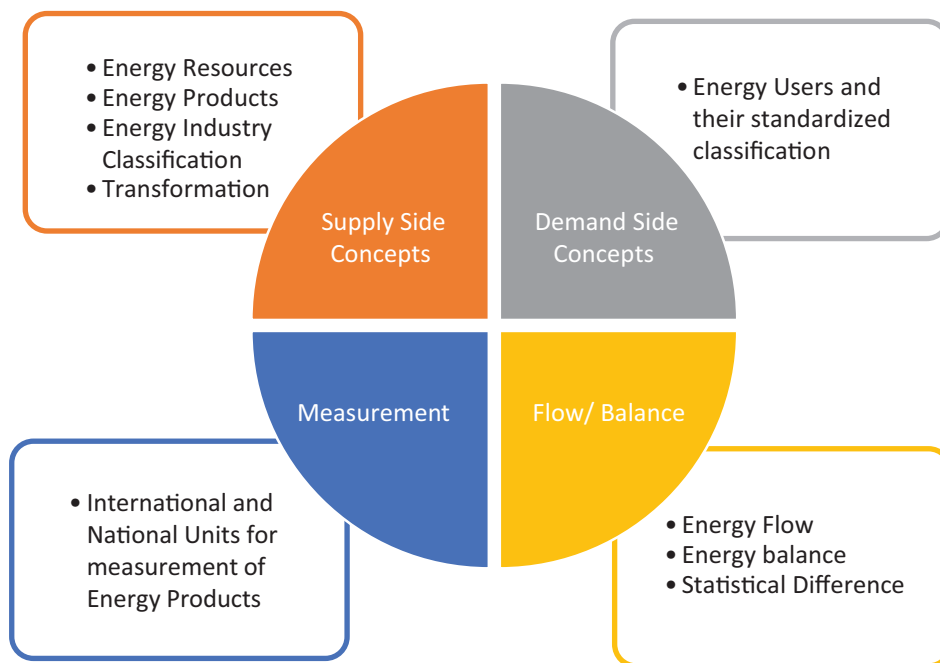 • Energy Resources
• Energy Products
• Energy Industry
Classification
• Transformation
• Energy Users and
their standardized
classification
Supply Side
Concepts
Demand Side
Concepts
Measurement
Flow/ Balance
• International and
National Units for
measurement of
Energy Products
• Energy Flow
• Energy balance
• Statistical Difference